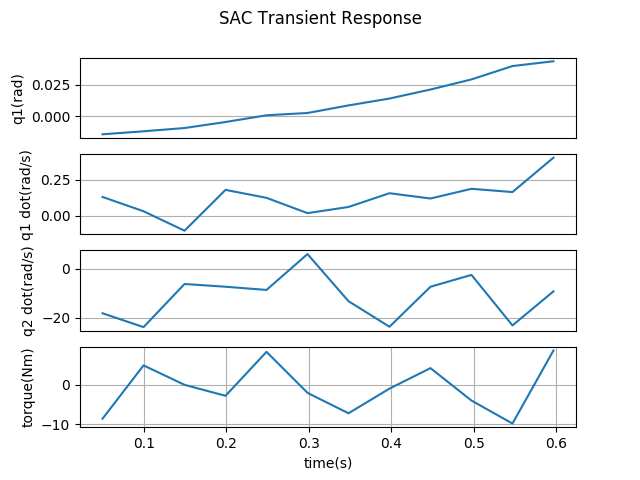 SAC Transient Response
q1(rad)
0.025
0.000
q1 dot(rad/s)
0.25
0.00
q2 dot(rad/s)
0
−20
torque(Nm)
0
−10
0.1 0.2 0.3 0.4 0.5 0.6
time(s)